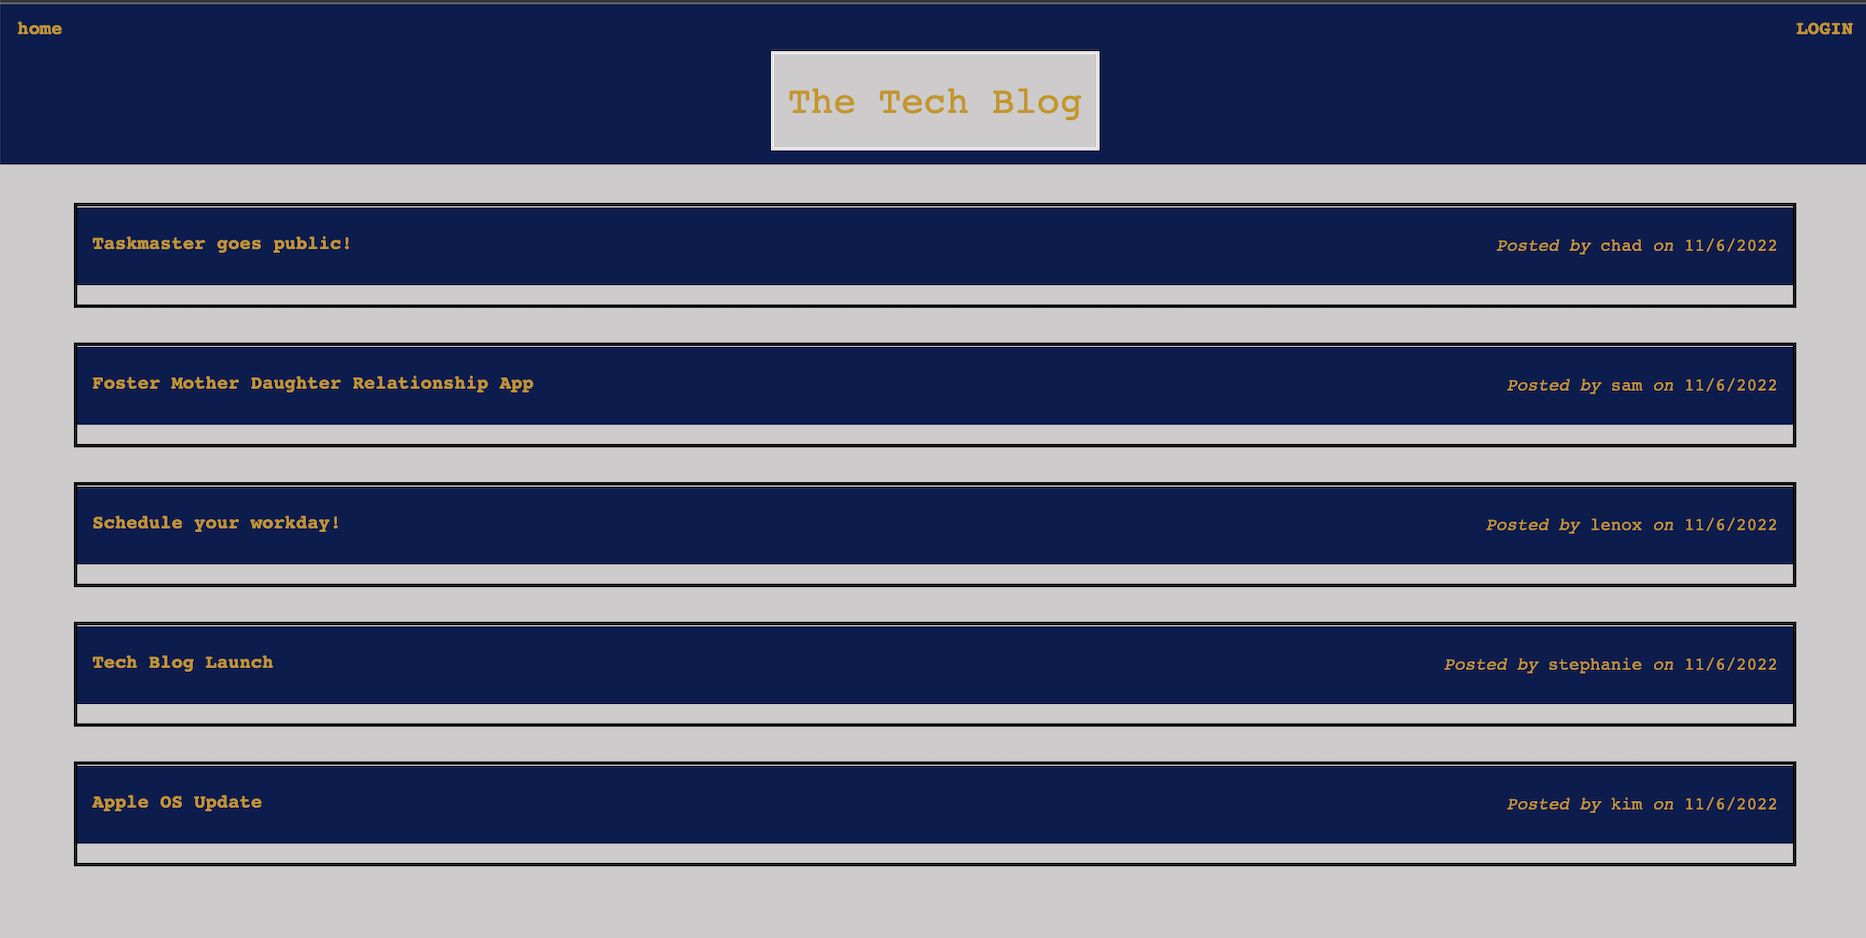 home LOGIN
The Tech Blog
Taskmaster goes public! Posted by chad on 11/6/2022
Foster Mother Daughter Relationship App Posted by sam on 11/6/2022
Schedule your workday! Posted by lenox on 11/6/2022
Tech Blog Launch Posted by stephanie on 11/6/2022
Apple OS Update Posted by kim on 11/6/2022